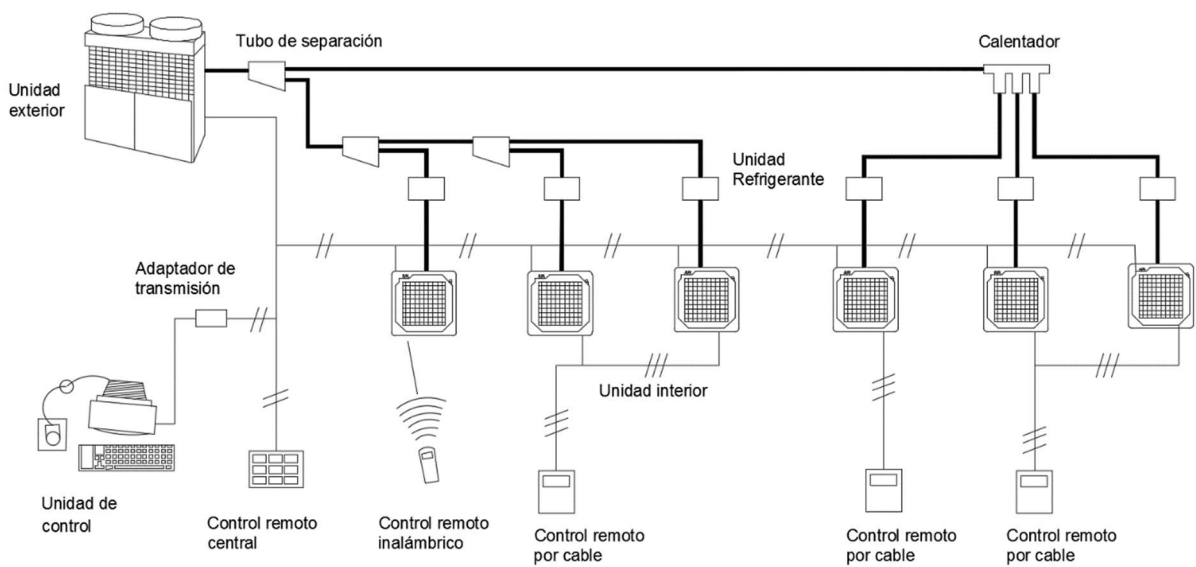 Tubo de separación
Calentador
Unidad
exterior
Unidad
Refrigerante
Adaptador de
transmisión
Unidad interior
Unidad de
control
Control remoto
central
Control remoto
inalámbrico
Control remoto
por cable
Control remoto
por cable
Control remoto
por cable